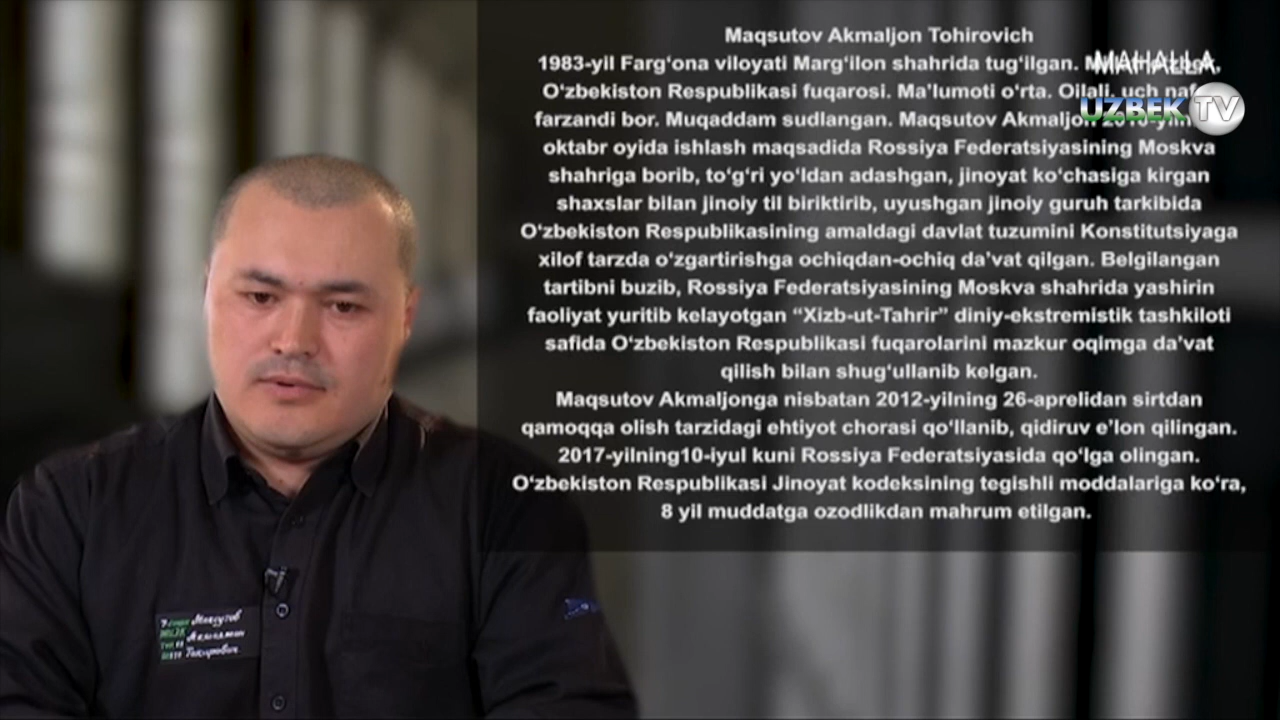 Maqsutov Akmaljon Tohirovich
1983-yil Farg‘ona viloyati Marg‘ilon shahrida tug‘ilgan.
O‘zbekiston Respublikasi fuqarosi. Ma’lumoti o‘rta. Oilali, uch
farzandi bor. Muqaddam sudlangan. Maqsutov Akmaljon
oktabr oyida ishlash maqsadida Rossiya Federatsiyasining Moskva
shahriga borib, to‘g‘ri yo‘ldan adashgan, jinoyat ko‘chasiga kirgan
shaxslar bilan jinoiy til biriktirib, uyushgan jinoiy guruh tarkibida
O‘zbekiston Respublikasining amaldagi davlat tuzumini Konstitutsiyaga
xilof tarzda o‘zgartirishga ochiqdan-ochiq da’vat qilgan. Belgilangan
tartibni buzib, Rossiya Federatsiyasining Moskva shahrida yashirin
faoliyat yuritib kelayotgan “Xizb-ut-Tahrir” diniy-ekstremistik tashkiloti
safida O‘zbekiston Respublikasi fuqarolarini mazkur oqimga da’vat
qilish bilan shug‘ullanib kelgan.
Maqsutov Akmaljonga nisbatan 2012-yilning 26-aprelidan sirtdan
qamoqqa olish tarzidagi ehtiyot chorasi qo‘llanib, qidiruv e’lon qilingan.
2017-yilning10-iyul kuni Rossiya Federatsiyasida qo‘lga olingan.
O‘zbekiston Respublikasi Jinoyat kodeksining tegishli moddalariga ko‘ra,
8 yil muddatga ozodlikdan mahrum etilgan.
MAHALLA
UZBEK TV
Максутов
Акмалжон
Тахирович